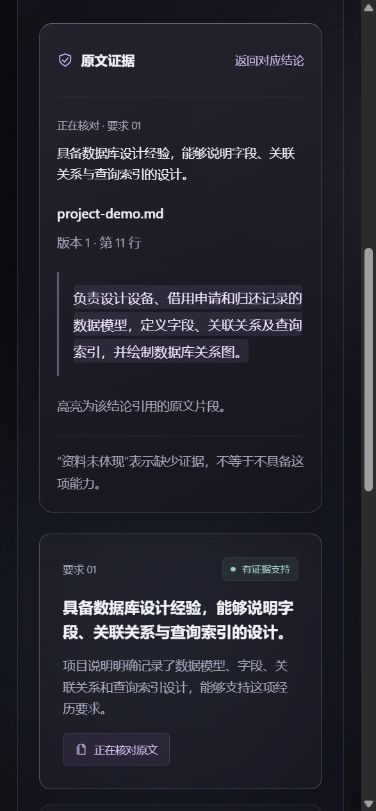 原文证据
返回对应结论
正在核对 · 要求 01
具备数据库设计经验，能够说明字段、关联
关系与查询索引的设计。
project-demo.md
版本 1 · 第 11 行
负责设计设备、借用申请和归还记录的
数据模型，定义字段、关联关系及查询
索引，并绘制数据库关系图。
高亮为该结论引用的原文片段。
“资料未体现”表示缺少证据，不等于不具备这
项能力。
要求 01
有证据支持
具备数据库设计经验，能够说明字
段、关联关系与查询索引的设计。
项目说明明确记录了数据模型、字段、关
联关系和查询索引设计，能够支持这项经
历要求。
正在核对原文